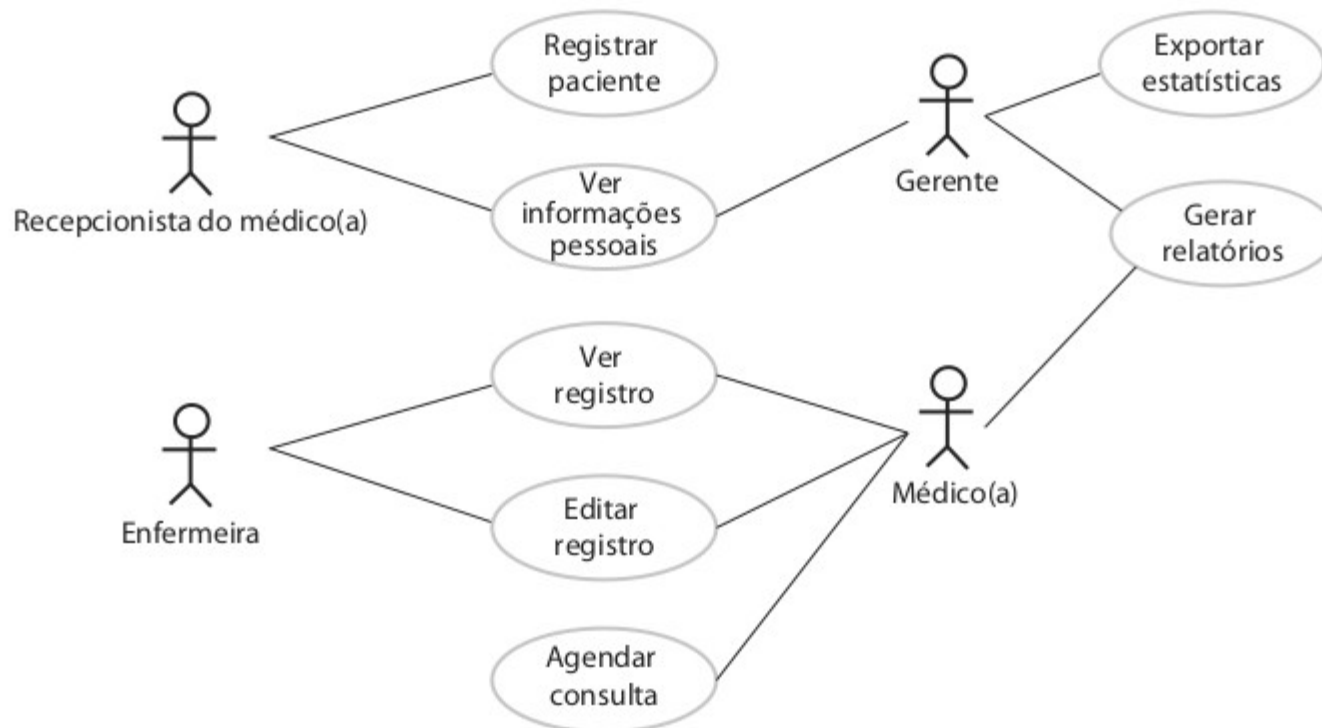 Registrar
paciente
Exportar
estatísticas
Recepcionista do médico(a)
Ver
informações
pessoais
Gerente
Gerar
relatórios
Ver
registro
Enfermeira
Editar
registro
Médico(a)
Agendar
consulta